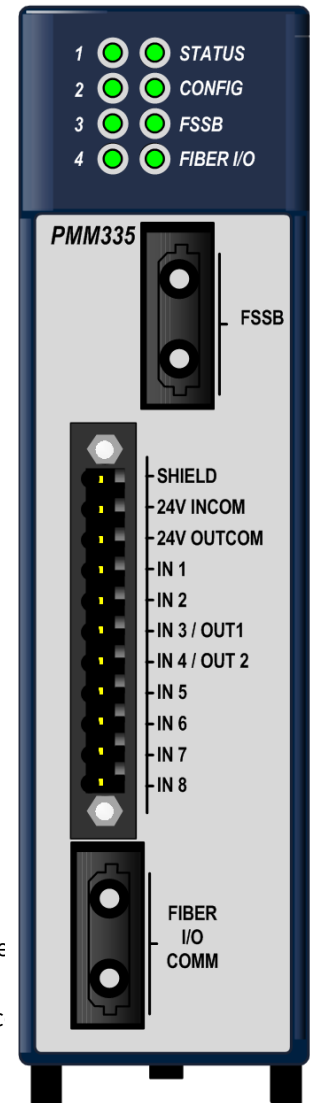 1 STATUS
2 CONFIG
3 FSSB
4 FIBER I/O
PMM335
FSSB
SHIELD
24V INCOM
24V OUTCOM
IN 1
IN 2
IN 3 / OUT1
IN 4 / OUT 2
IN 5
IN 6
IN 7
IN 8
FIBER
I/O
COMM